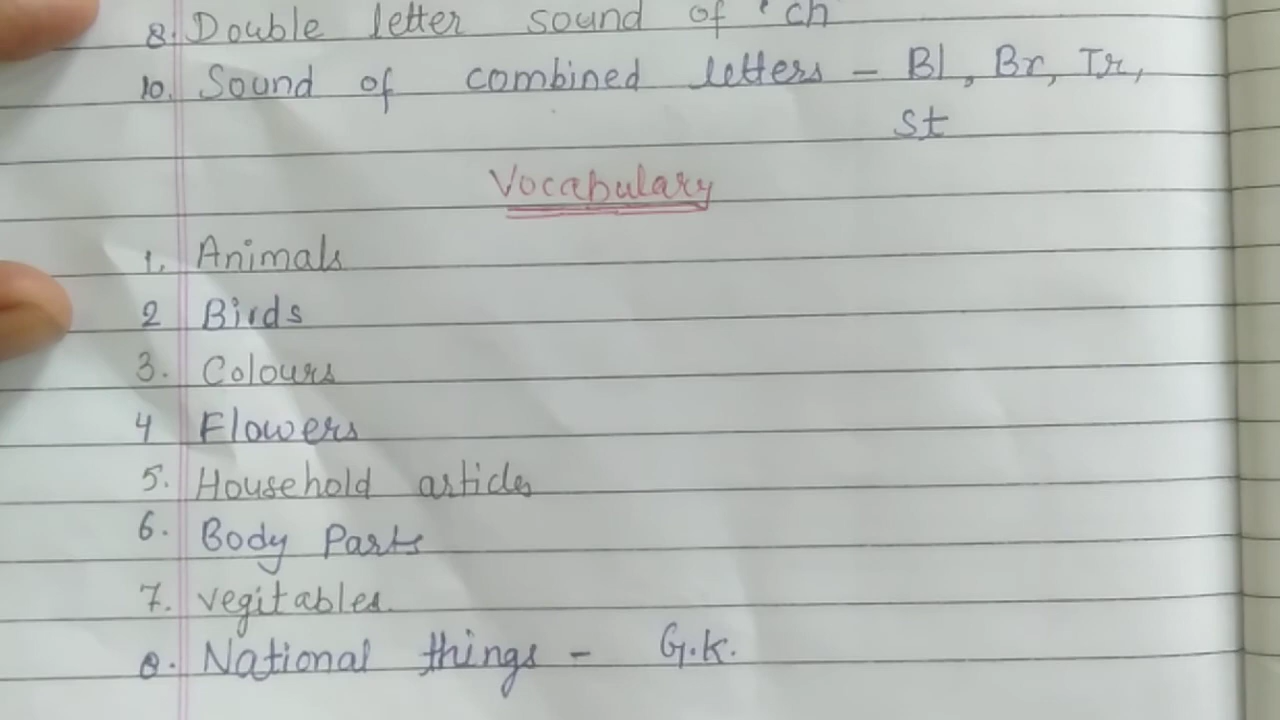 8. Double letter sound of 'ch
10. Sound of combined letters – Bl, Br, Tr,
St
Vocabulary
1. Animals
2 Birds
3. Colours
4 Flowers
5. Household articles
6. Body Parts
7. Vegitables
8. National things – G.K.